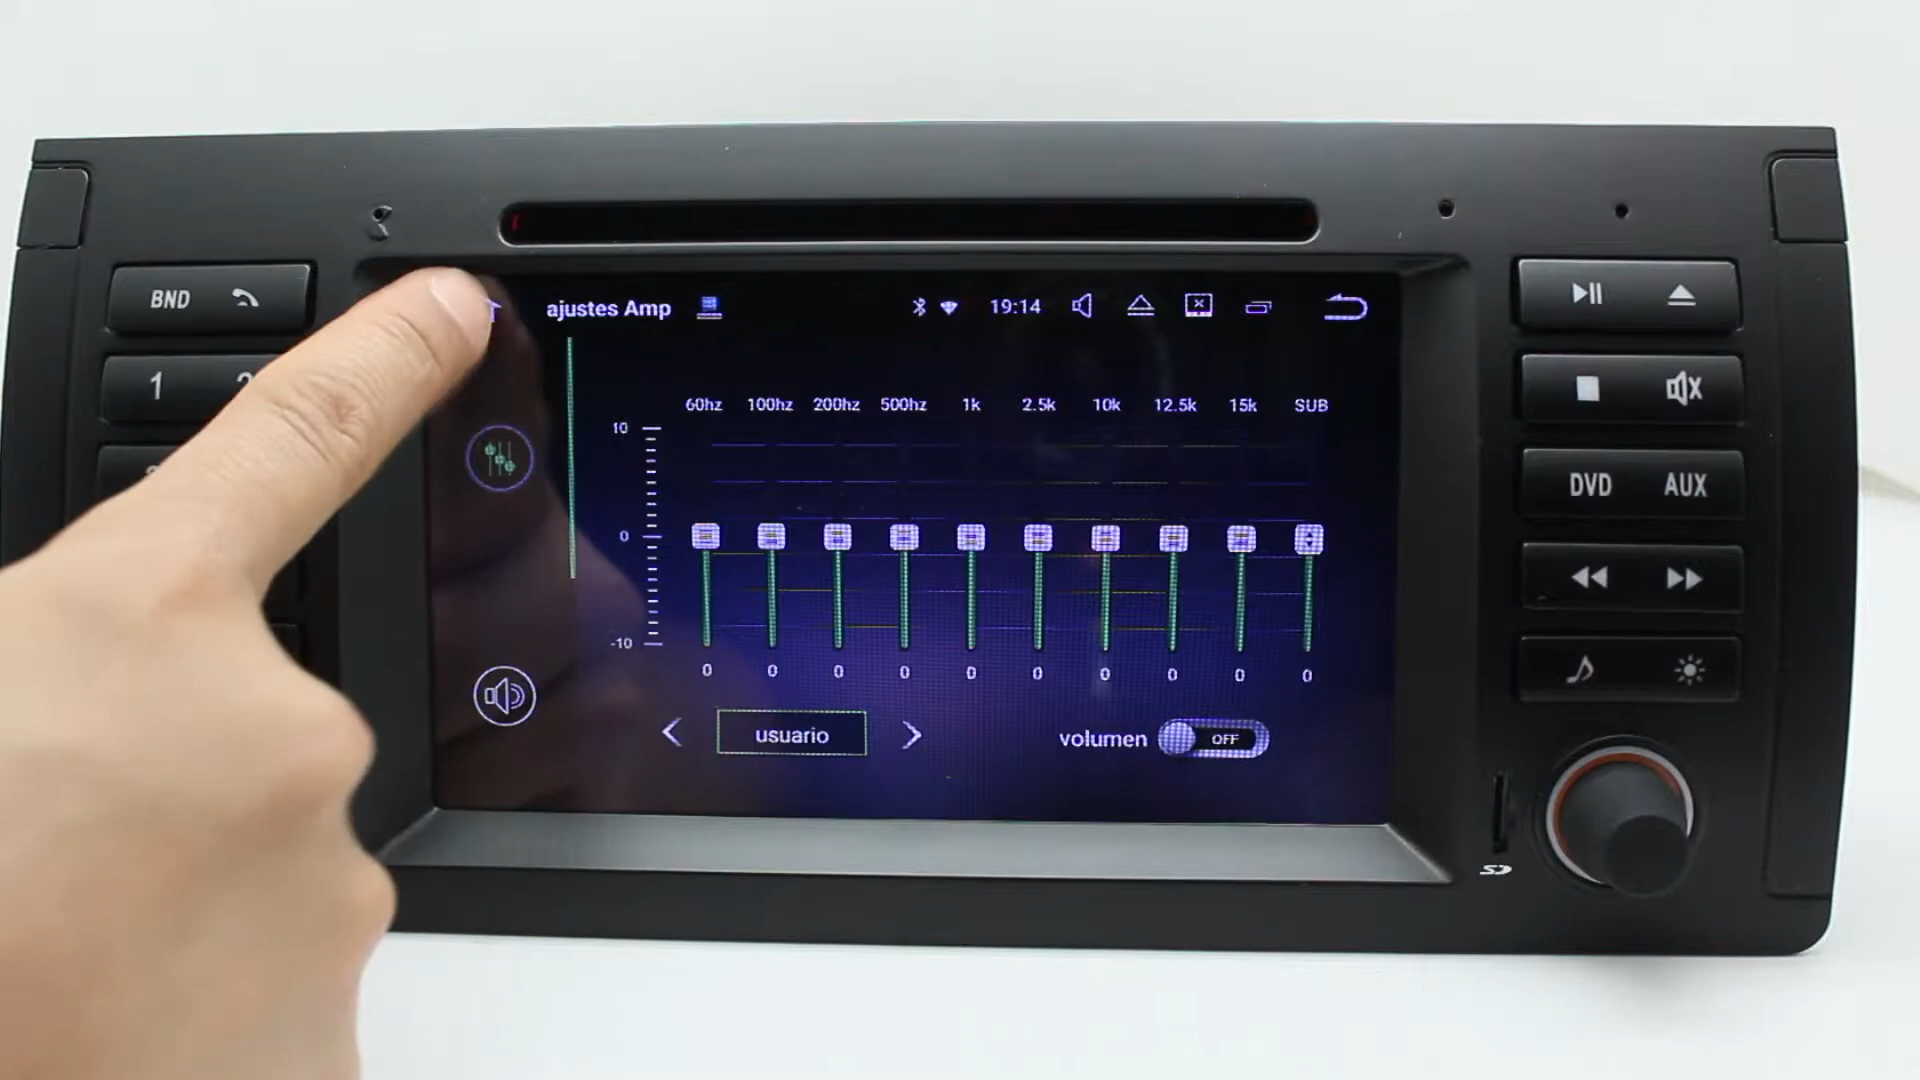 BND
1
ajustes Amp
19:14
60hz 100hz 200hz 500hz 1k 2.5k 10k 12.5k 15k SUB
10
0
-10
0 0 0 0 0 0 0 0 0 0
usuario
volumen OFF
DVD AUX
SD